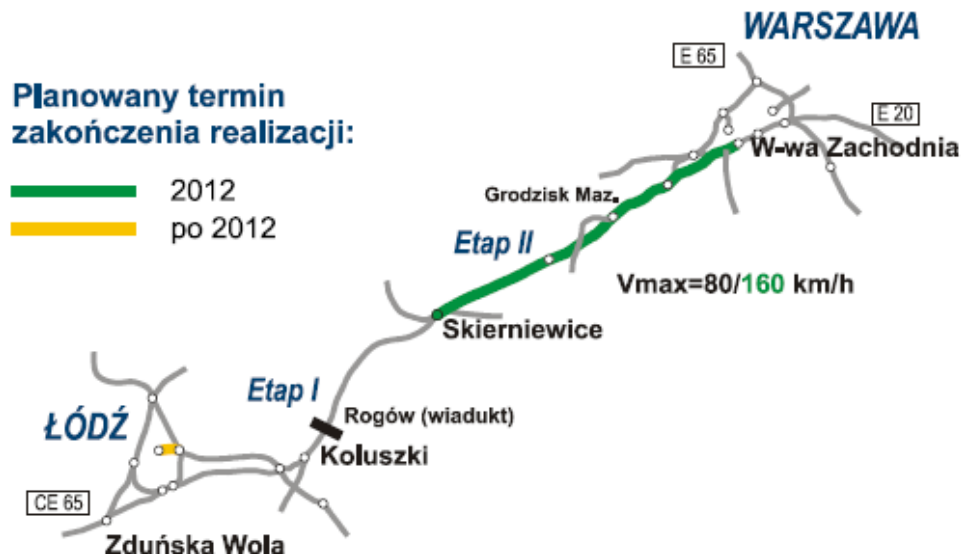 WARSZAWA
E 65
Planowany termin
zakończenia realizacji:
E 20
W-wa Zachodnia
2012
Grodzisk Maz.
po 2012
Etap II
Vmax=80/160 km/h
Skierniewice
Etap I
Rogów (wiadukt)
ŁÓDŹ
Koluszki
CE 65
Zduńska Wola